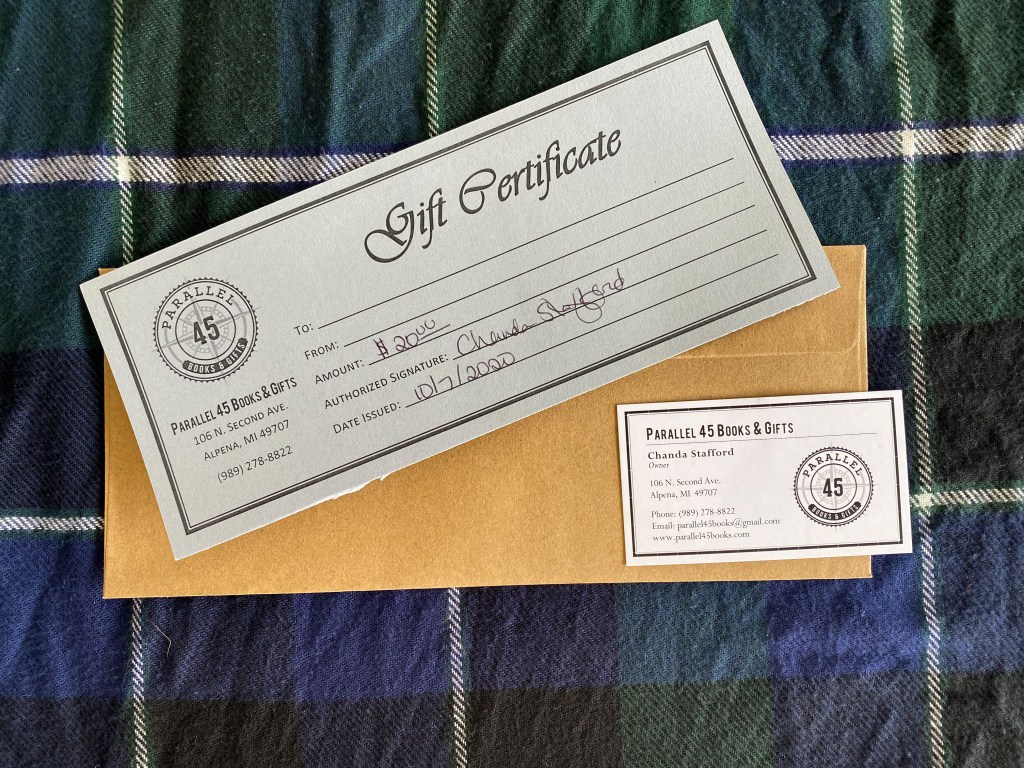 Gift Certificate
To:
From:
Amount: $ 20.00
Authorized Signature: Chanda Stafford
Date Issued: 10/7/2020
PARALLEL
45
BOOKS & GIFTS
Parallel 45 Books & Gifts
106 N. Second Ave.
Alpena, MI 49707
(989) 278-8822
Parallel 45 Books & Gifts
Chanda Stafford
Owner
106 N. Second Ave.
Alpena, MI 49707
Phone: (989) 278-8822
Email: parallel45books@gmail.com
www.parallel45books.com
PARALLEL
45
BOOKS & GIFTS